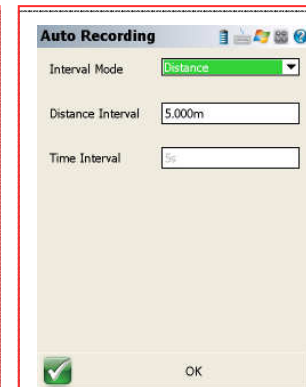 Auto Recording
Interval Mode
Distance
Distance Interval
5.000m
Time Interval
5s
OK